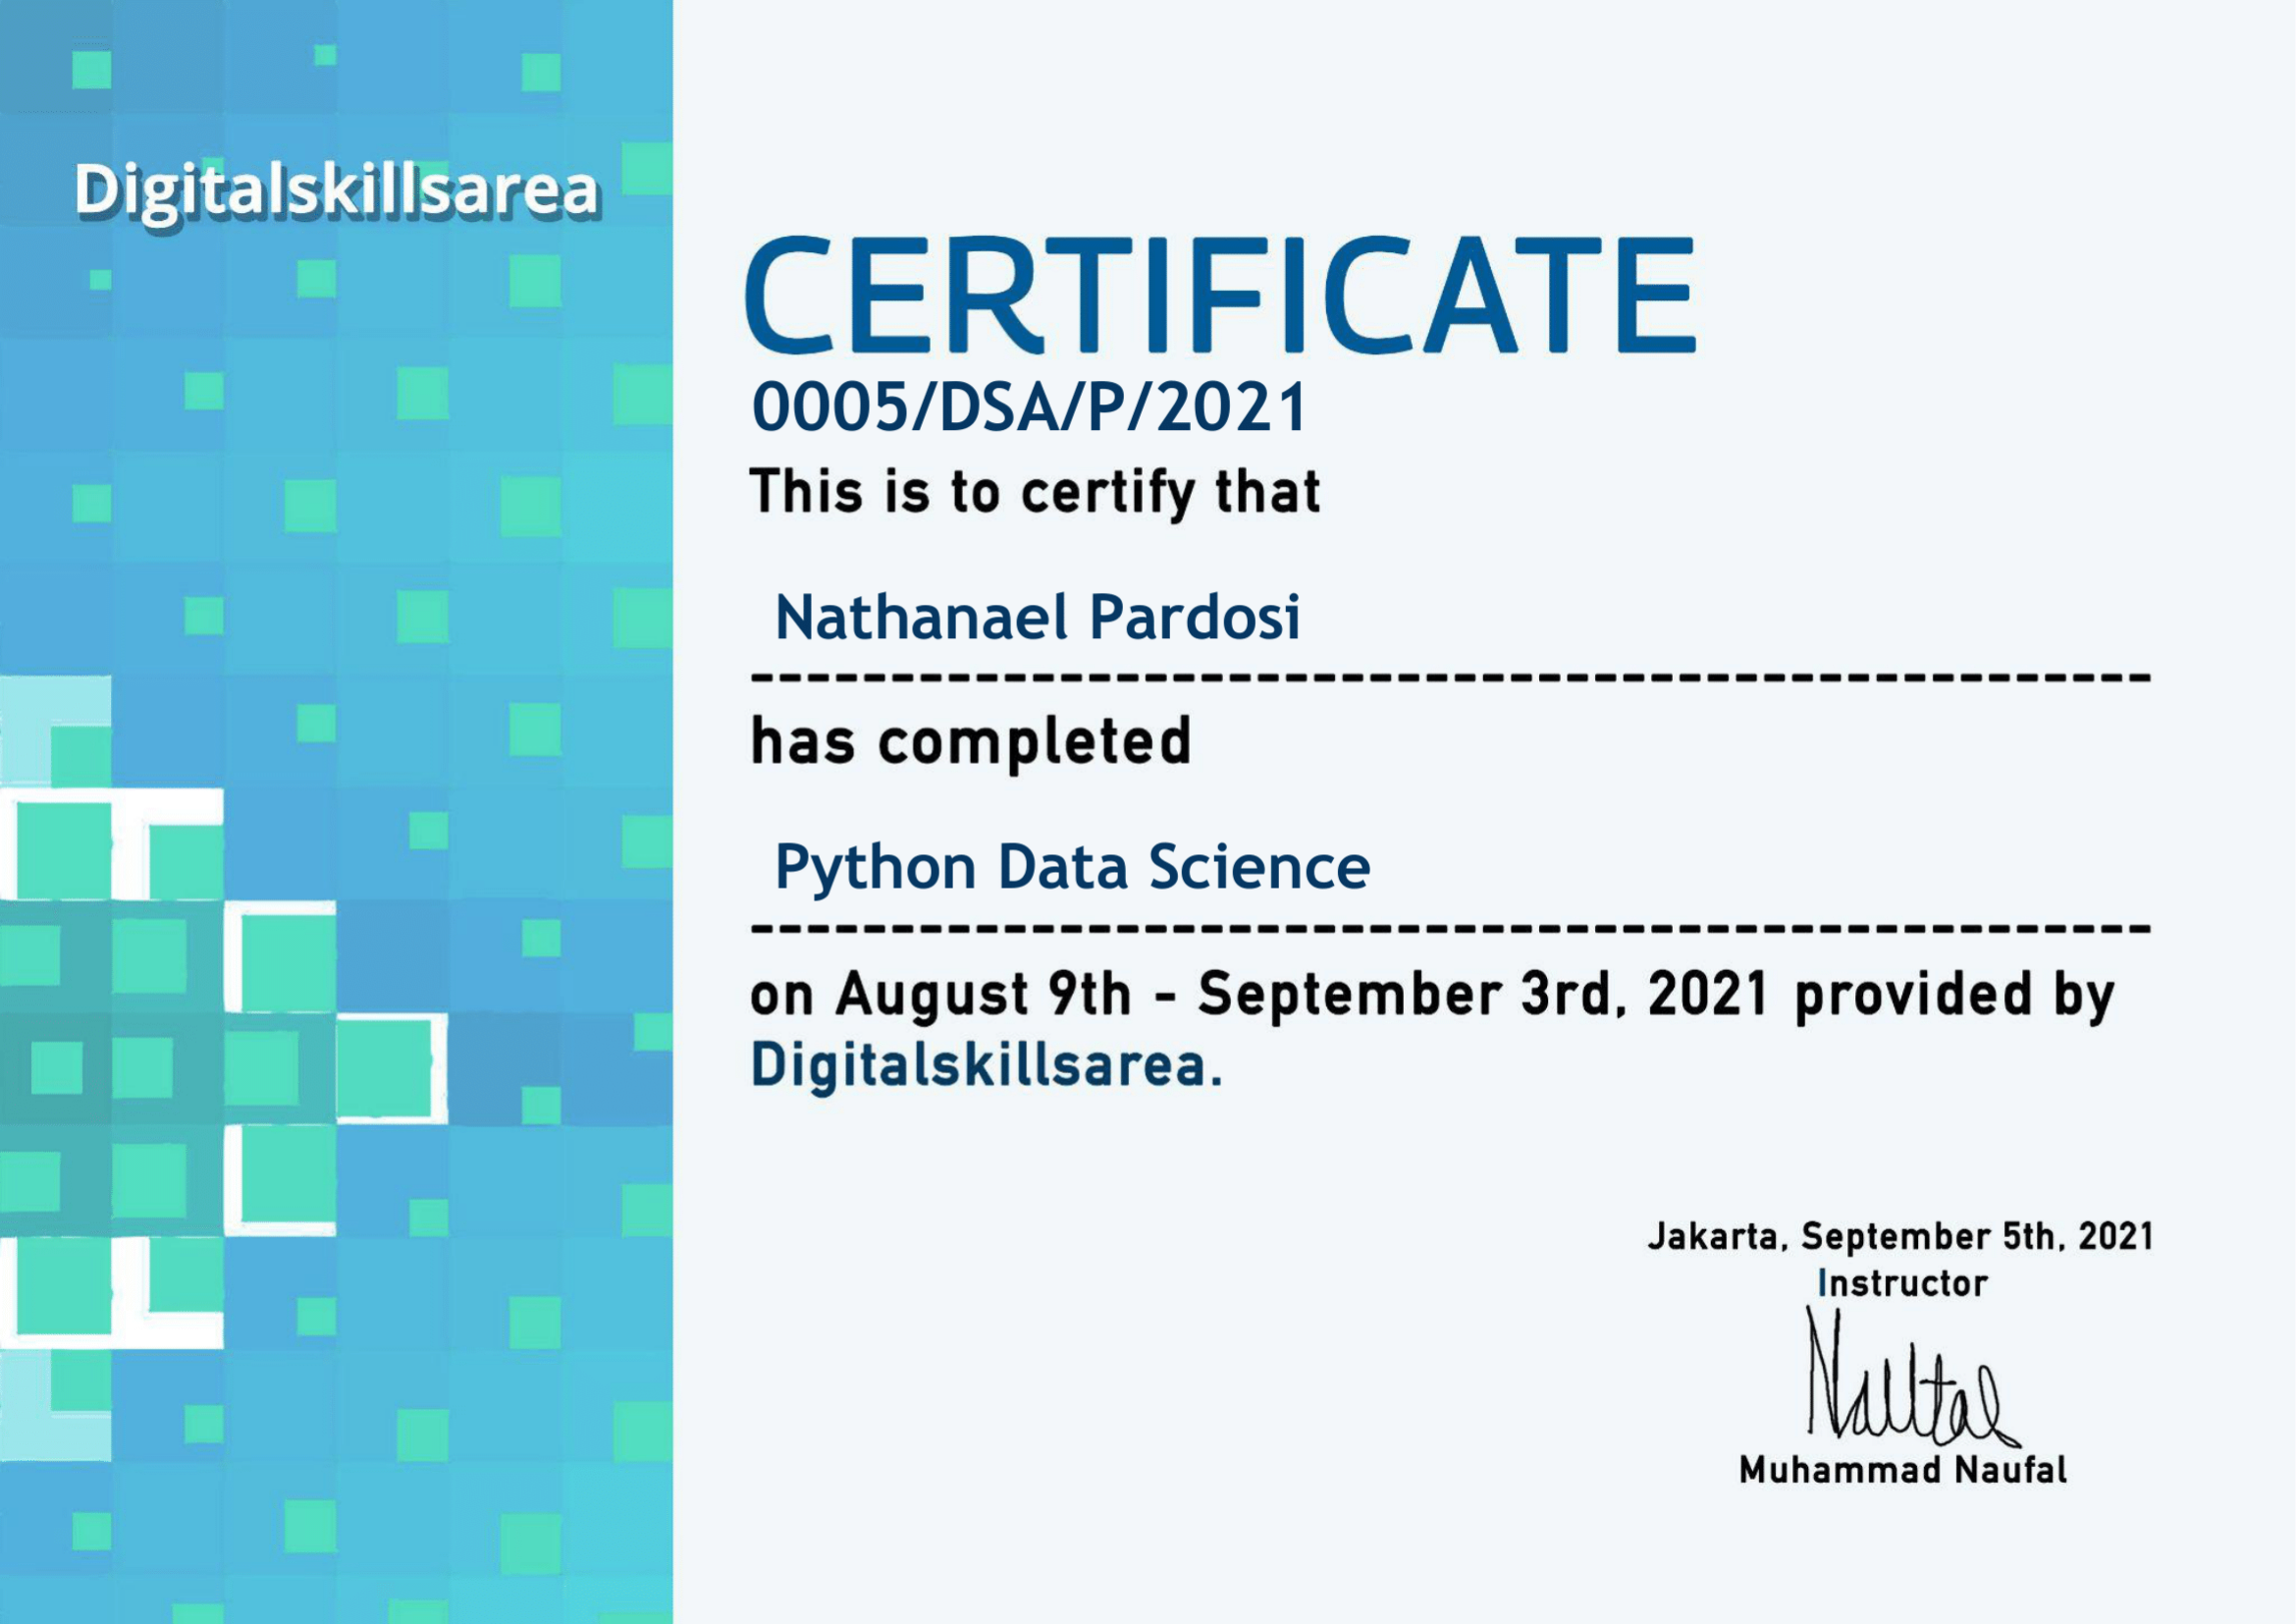 Digitalskillsarea
CERTIFICATE
0005/DSA/P/2021
This is to certify that
Nathanael Pardosi
has completed
Python Data Science
on August 9th - September 3rd, 2021 provided by
Digitalskillsarea.
Jakarta, September 5th, 2021
Instructor
Naufal
Muhammad Naufal